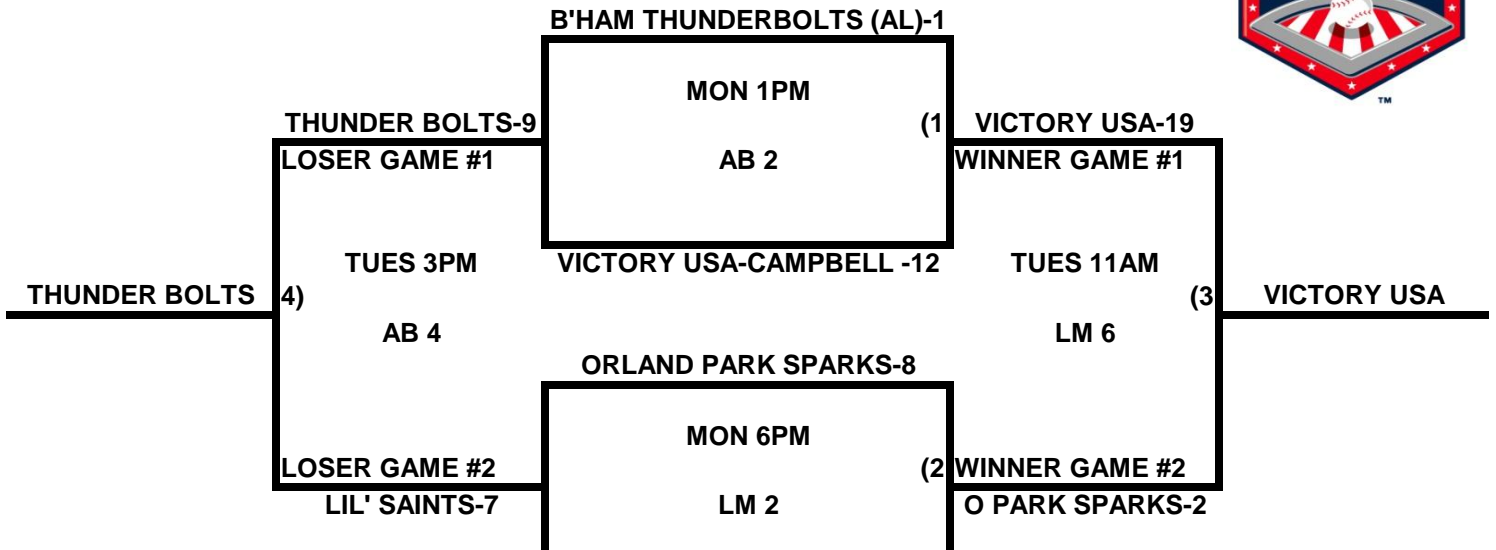 B'HAM THUNDERBOLTS (AL)-1
TM
MON 1PM
THUNDER BOLTS-9
(1
VICTORY USA-19
LOSER GAME #1
AB 2
WINNER GAME #1
TUES 3PM
VICTORY USA-CAMPBELL -12
TUES 11AM
THUNDER BOLTS
4)
(3
VICTORY USA
AB 4
LM 6
ORLAND PARK SPARKS-8
MON 6PM
LOSER GAME #2
(2
WINNER GAME #2
LIL' SAINTS-7
LM 2
O PARK SPARKS-2